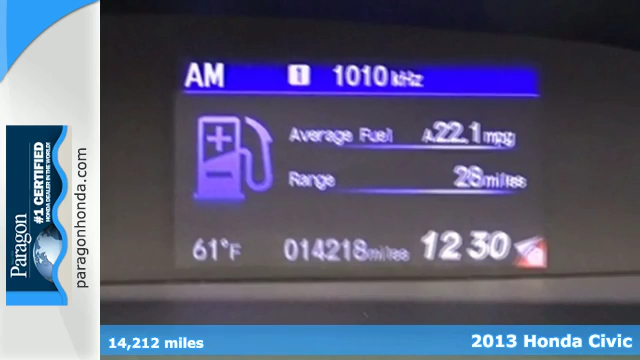 AM 1 1010 kHz
Average Fuel A.22.1 mpg
Range 28 miles
61°F 014218 miles 12 30
Paragon
#1 CERTIFIED
HONDA DEALER IN THE WORLD!
paragonhonda.com
14,212 miles
2013 Honda Civic